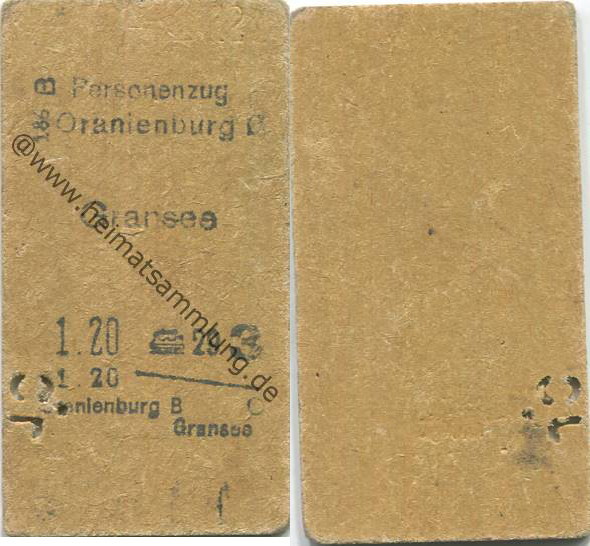 B Personenzug
Oranienburg
Gransee
1.20
1.20
enienburg B
Gransee
@www.heimatsammlung.de